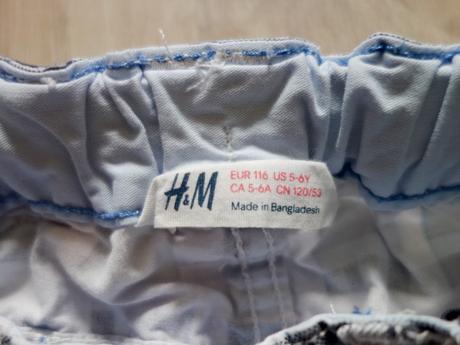 H&M
EUR 116 US 5-6Y
CA 5-6A CN 120/53
Made in Bangladesh